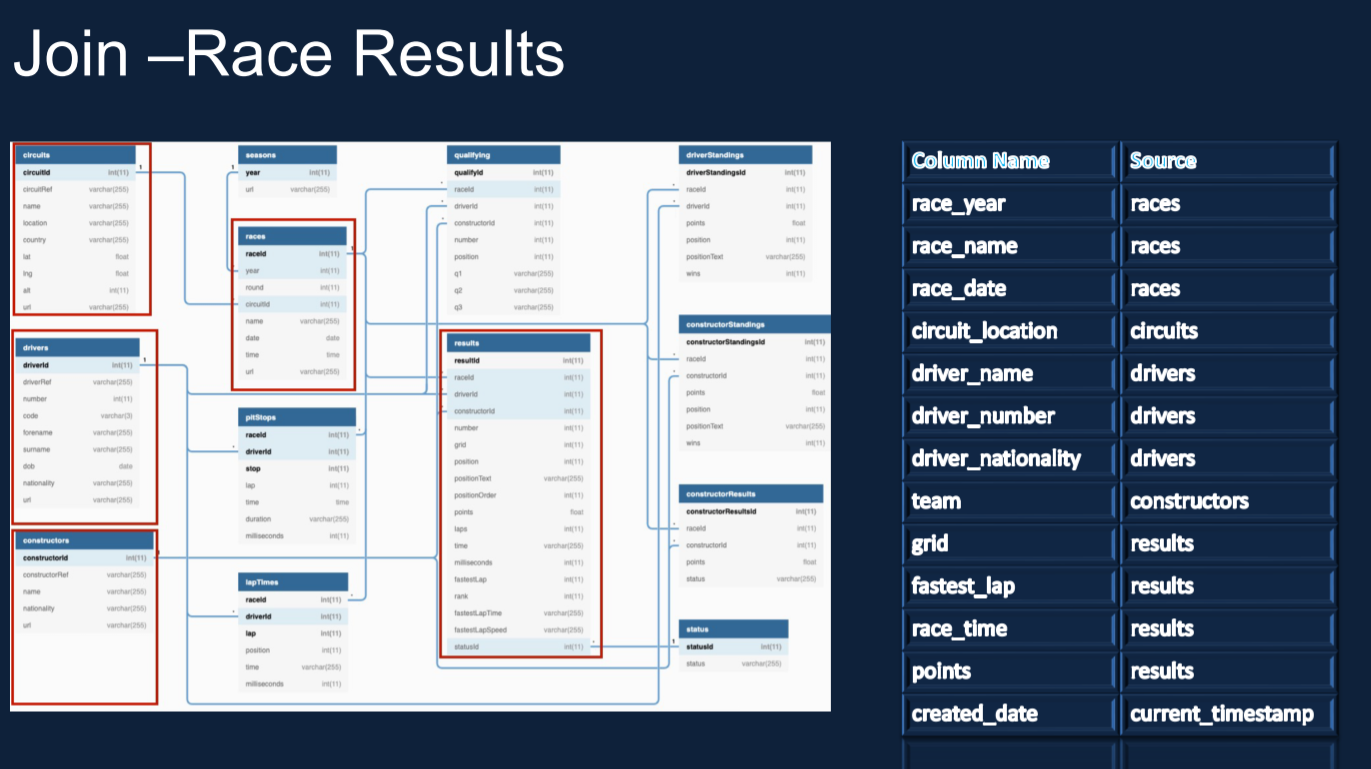 Join –Race Results
circuits
circuitId int(11)
circuitRef varchar(255)
name varchar(255)
location varchar(255)
country varchar(255)
lat float
lng float
alt int(11)
url varchar(255)
drivers
driverId int(11)
driverRef varchar(255)
number int(11)
code varchar(3)
forename varchar(255)
surname varchar(255)
dob date
nationality varchar(255)
url varchar(255)
constructors
constructorId int(11)
constructorRef varchar(255)
name varchar(255)
nationality varchar(255)
url varchar(255)
seasons
year int(11)
url varchar(255)
races
raceId int(11)
year int(11)
round int(11)
circuitId int(11)
name varchar(255)
date date
time time
url varchar(255)
pitStops
raceId int(11)
driverId int(11)
stop int(11)
lap int(11)
time time
duration varchar(255)
milliseconds int(11)
lapTimes
raceId int(11)
driverId int(11)
lap int(11)
position int(11)
time varchar(255)
milliseconds int(11)
qualifying
qualifyId int(11)
raceId int(11)
driverId int(11)
constructorId int(11)
number int(11)
position int(11)
q1 varchar(255)
q2 varchar(255)
q3 varchar(255)
results
resultId int(11)
raceId int(11)
driverId int(11)
constructorId int(11)
number int(11)
grid int(11)
position int(11)
positionText varchar(255)
positionOrder int(11)
points float
laps int(11)
time varchar(255)
milliseconds int(11)
fastestLap int(11)
rank int(11)
fastestLapTime varchar(255)
fastestLapSpeed varchar(255)
statusId int(11)
driverStandings
driverStandingsId int(11)
raceId int(11)
driverId int(11)
points float
position int(11)
positionText varchar(255)
wins int(11)
constructorStandings
constructorStandingsId int(11)
raceId int(11)
constructorId int(11)
points float
position int(11)
positionText varchar(255)
wins int(11)
constructorResults
constructorResultsId int(11)
raceId int(11)
constructorId int(11)
points float
status varchar(255)
status
statusId int(11)
status varchar(255)
Column Name Source
race_year races
race_name races
race_date races
circuit_location circuits
driver_name drivers
driver_number drivers
driver_nationality drivers
team constructors
grid results
fastest_lap results
race_time results
points results
created_date current_timestamp